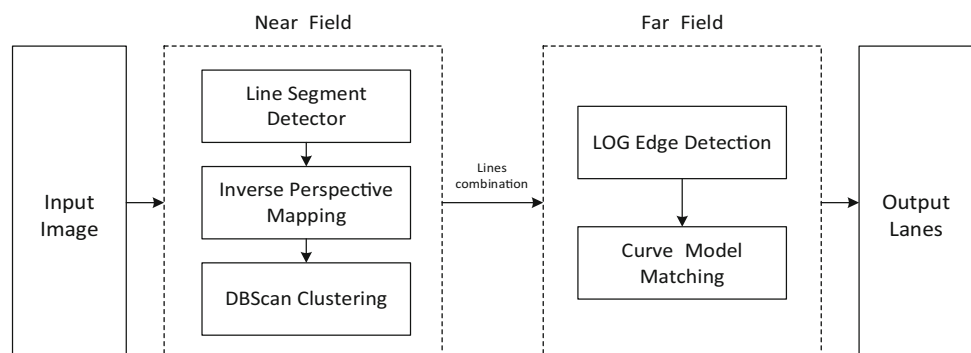 Near Field
Far Field
Input
Image
Line Segment
Detector
Inverse Perspective
Mapping
DBScan Clustering
Lines
combination
LOG Edge Detection
Curve Model
Matching
Output
Lanes